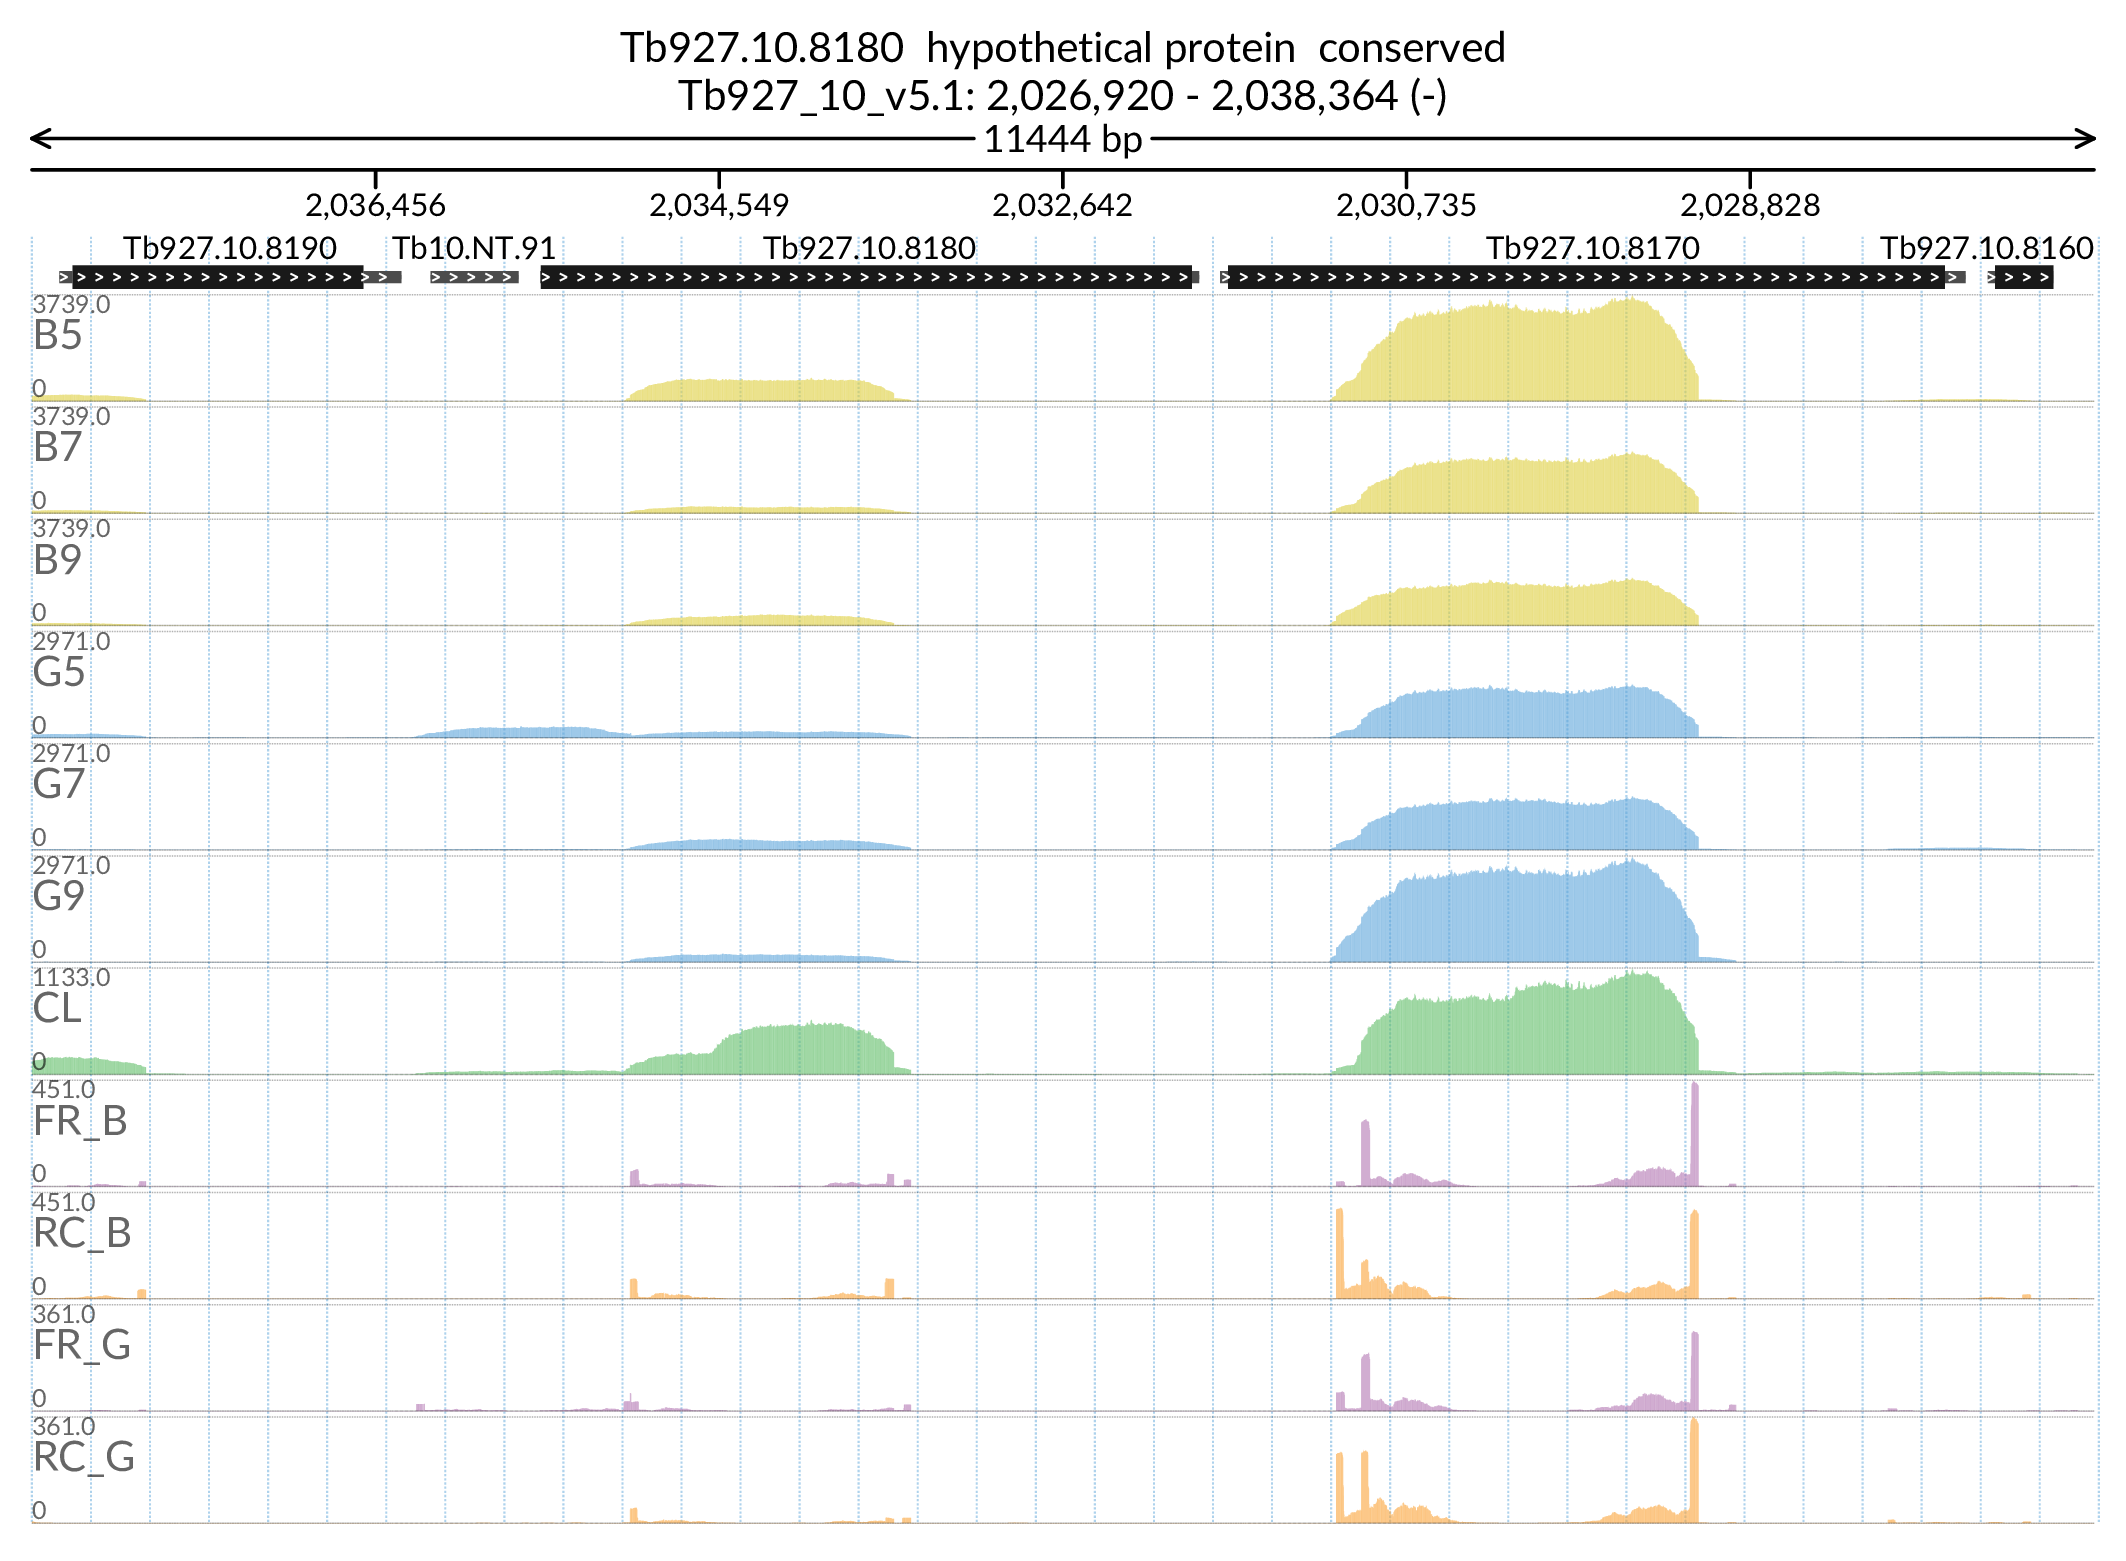 Tb927.10.8180  hypothetical protein  conserved
Tb927_10_v5.1: 2,026,920 - 2,038,364 (-)
11444 bp
2,036,456 2,034,549 2,032,642 2,030,735 2,028,828
Tb927.10.8190 Tb10.NT.91 Tb927.10.8180 Tb927.10.8170 Tb927.10.8160
3739.0
B5
0
3739.0
B7
0
3739.0
B9
0
2971.0
G5
0
2971.0
G7
0
2971.0
G9
0
1133.0
CL
0
451.0
FR_B
0
451.0
RC_B
0
361.0
FR_G
0
361.0
RC_G
0